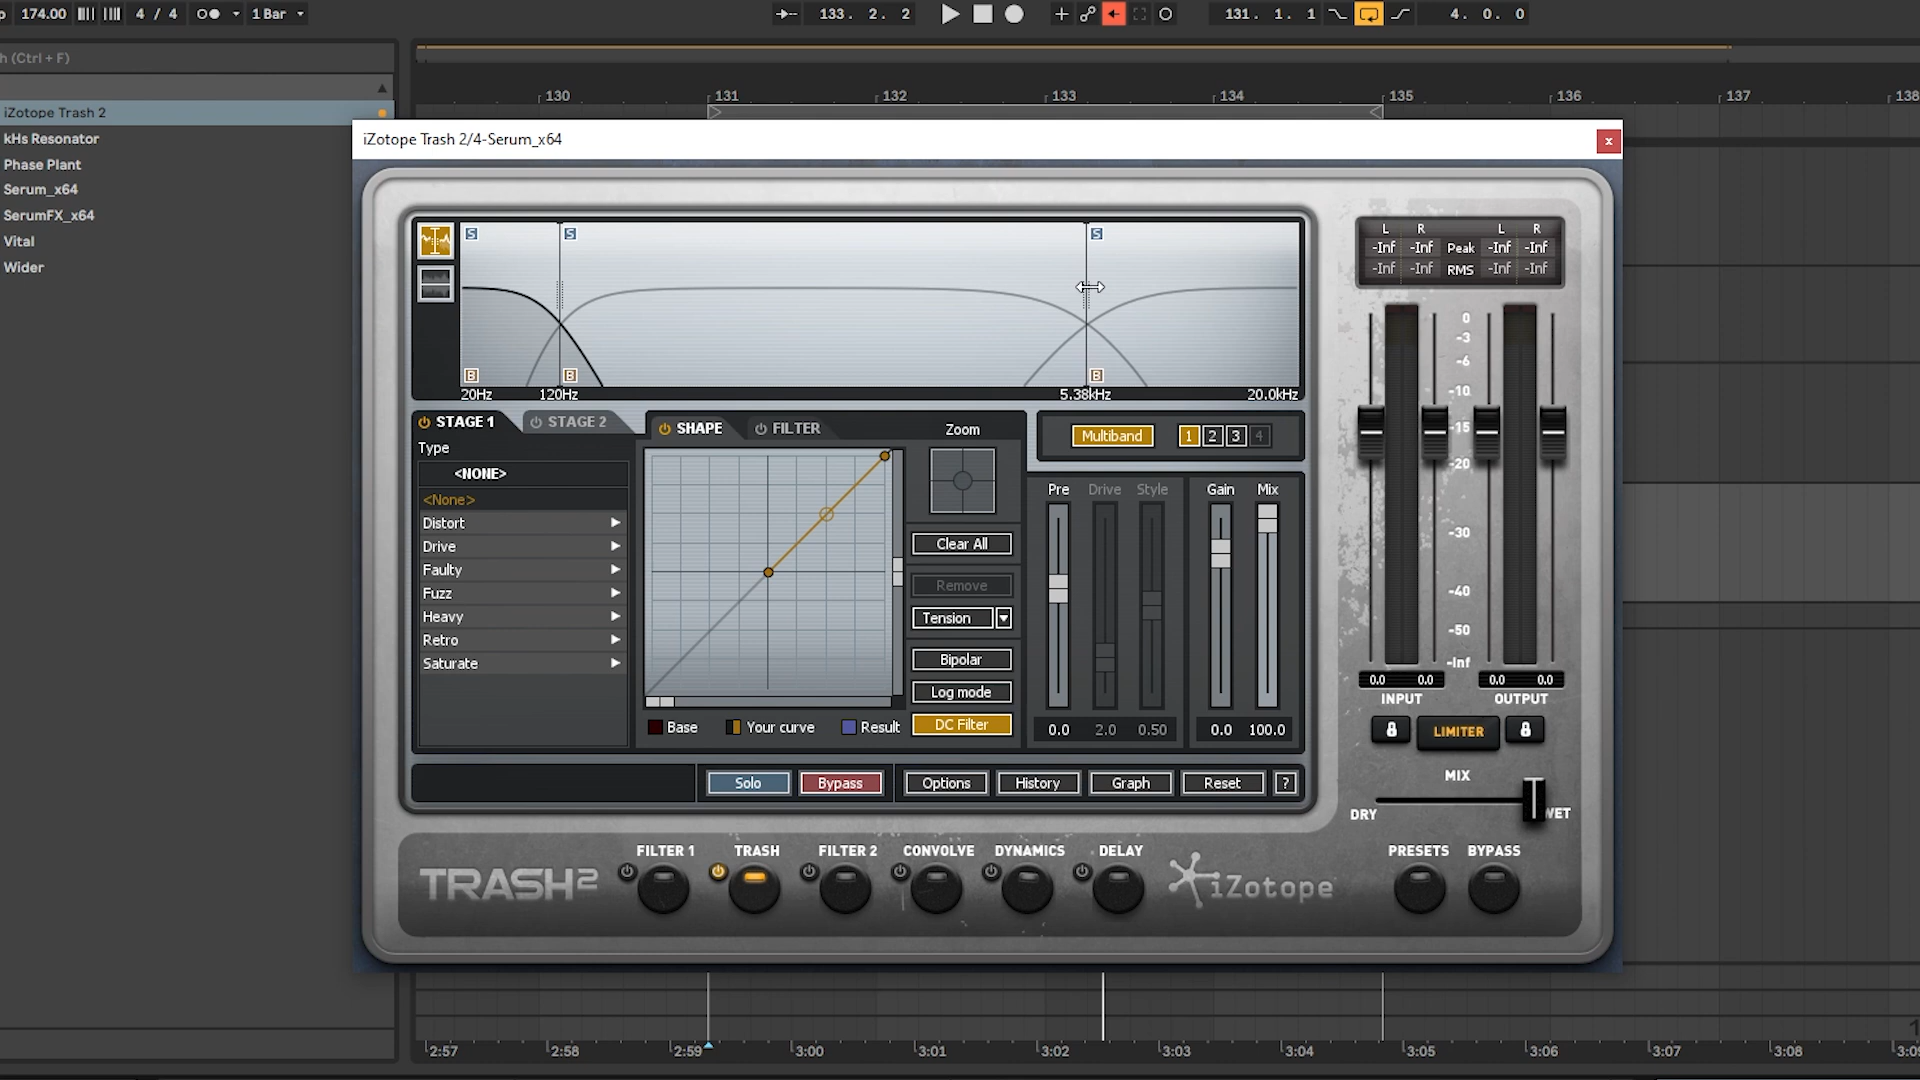 174.00 4 / 4 1 Bar 133. 2. 2 131. 1. 1 4. 0. 0
(Ctrl + F)
130 131 132 133 134 135 136 137 138
iZotope Trash 2
kHs Resonator
Phase Plant
Serum_x64
SerumFX_x64
Vital
Wider
iZotope Trash 2/4-Serum_x64
x
S S S
B B B
20Hz 120Hz 5.38kHz 20.0kHz
L R L R
-Inf -Inf Peak -Inf -Inf
-Inf -Inf RMS -Inf -Inf
STAGE 1 STAGE 2
SHAPE FILTER Zoom
Multiband 1 2 3 4
Type
<NONE>
<None>
Distort
Drive
Faulty
Fuzz
Heavy
Retro
Saturate
Clear All
Remove
Tension
Bipolar
Log mode
DC Filter
Base Your curve Result
Pre Drive Style Gain Mix
0.0 2.0 0.50 0.0 100.0
0
-3
-6
-10
-15
-20
-30
-40
-50
-Inf
0.0 0.0 0.0 0.0
INPUT OUTPUT
LIMITER
MIX
DRY WET
Solo Bypass Options History Graph Reset ?
TRASH2
FILTER 1 TRASH FILTER 2 CONVOLVE DYNAMICS DELAY
iZotope
PRESETS BYPASS
2:57 2:58 2:59 3:00 3:01 3:02 3:03 3:04 3:05 3:06 3:07 3:08